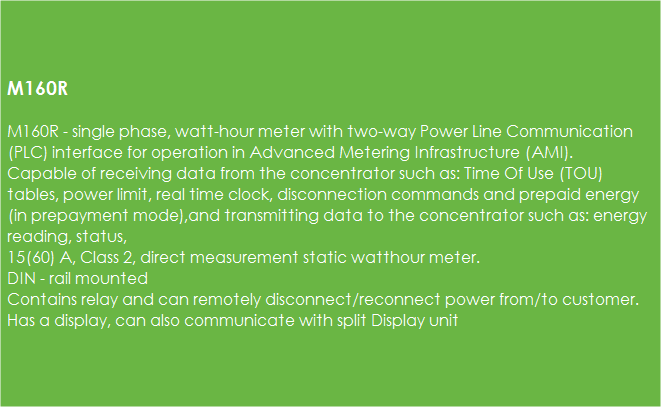 M160R
M160R - single phase, watt-hour meter with two-way Power Line Communication
(PLC) interface for operation in Advanced Metering Infrastructure (AMI).
Capable of receiving data from the concentrator such as: Time Of Use (TOU)
tables, power limit, real time clock, disconnection commands and prepaid energy
(in prepayment mode),and transmitting data to the concentrator such as: energy
reading, status,
15(60) A, Class 2, direct measurement static watthour meter.
DIN - rail mounted
Contains relay and can remotely disconnect/reconnect power from/to customer.
Has a display, can also communicate with split Display unit